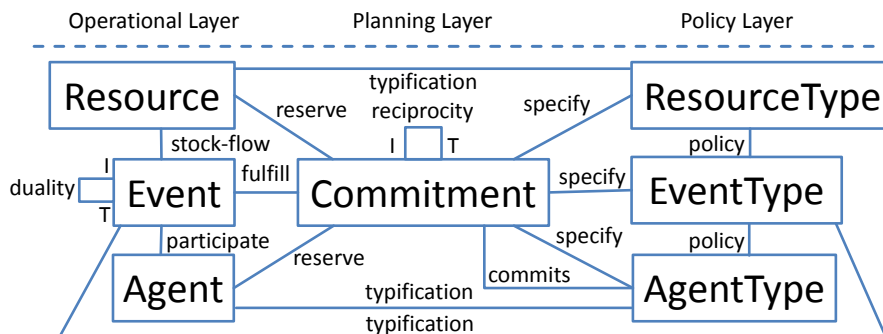 Operational Layer Planning Layer Policy Layer
Resource typification ResourceType
reserve reciprocity specify
I T
stock-flow policy
I
duality Event fulfill Commitment specify EventType
T
participate specify policy
reserve
Agent commits AgentType
typification
typification